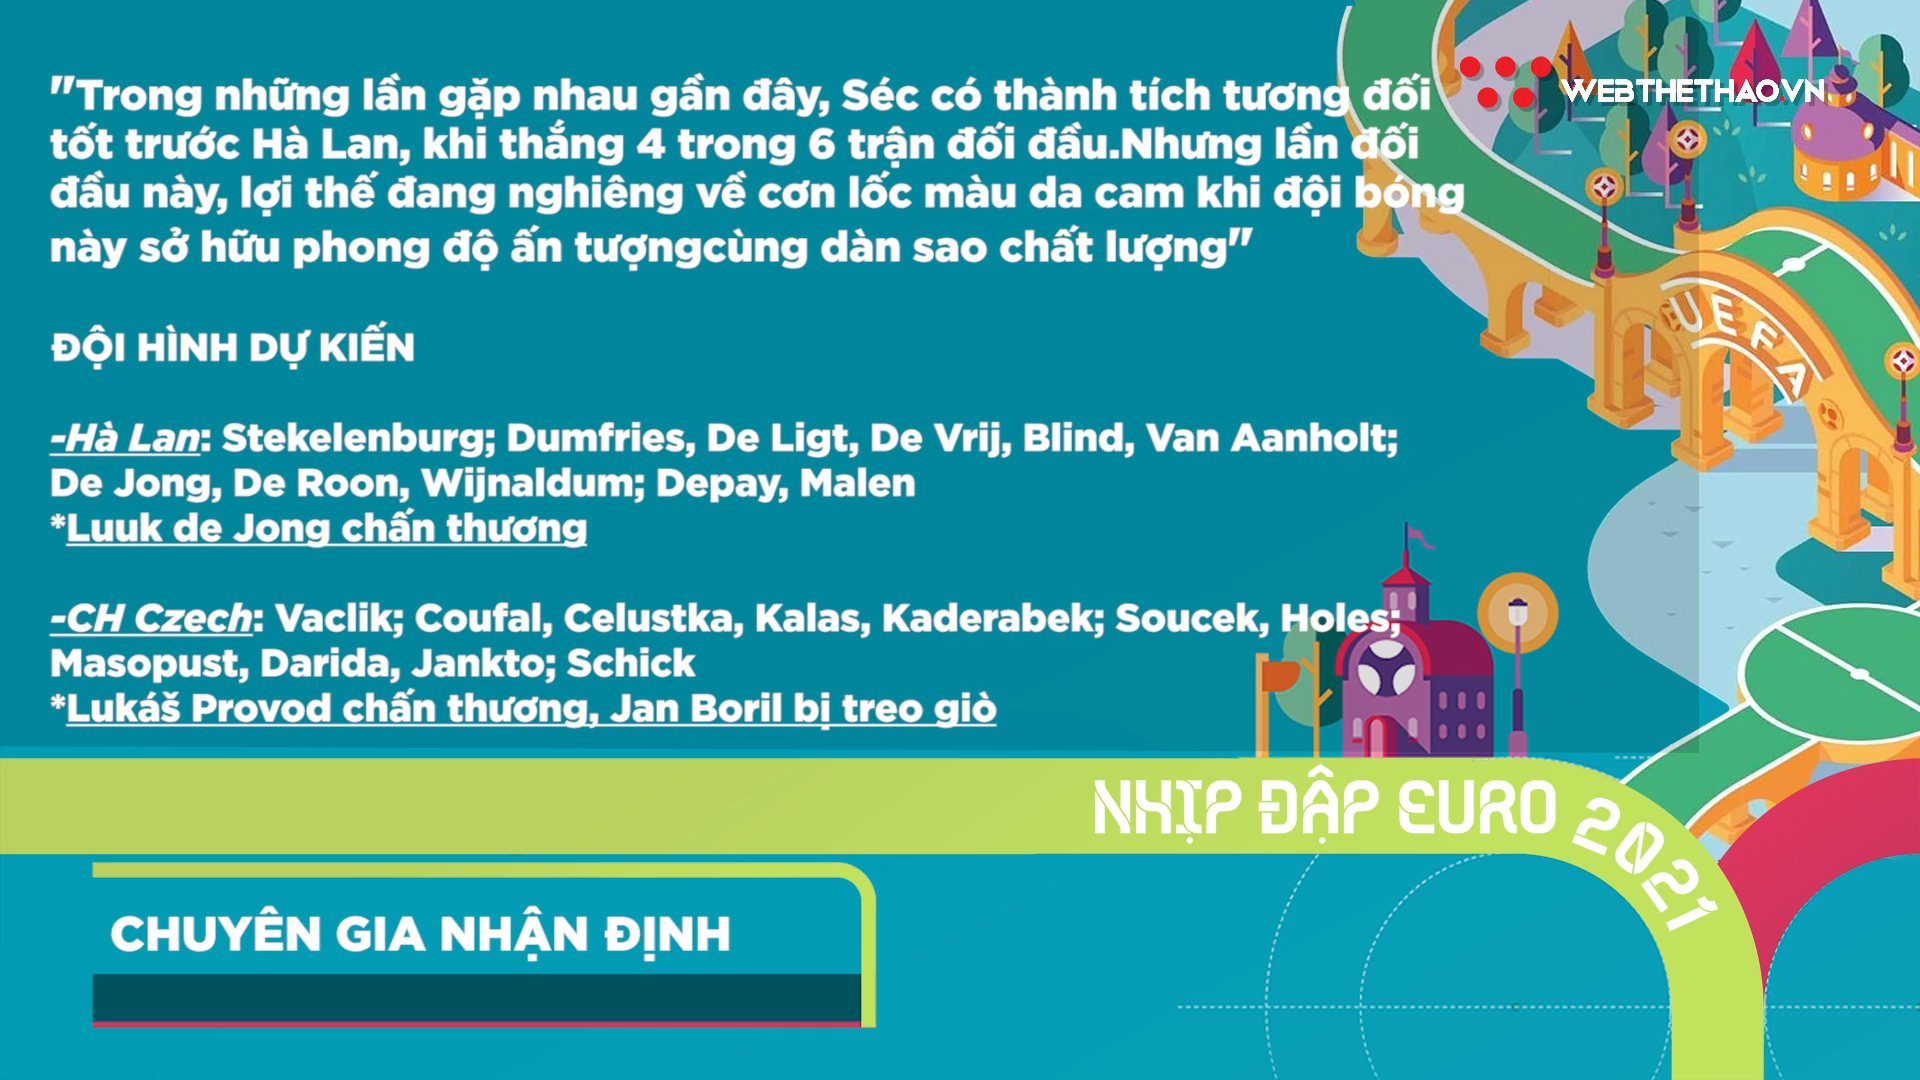 "Trong những lần gặp nhau gần đây, Séc có thành tích tương đối
tốt trước Hà Lan, khi thắng 4 trong 6 trận đối đầu.Nhưng lần đối
đầu này, lợi thế đang nghiêng về cơn lốc màu da cam khi đội bóng
này sở hữu phong độ ấn tượngcùng dàn sao chất lượng"
WEBTHETHAO.VN
UEFA
ĐỘI HÌNH DỰ KIẾN
-Hà Lan: Stekelenburg; Dumfries, De Ligt, De Vrij, Blind, Van Aanholt;
De Jong, De Roon, Wijnaldum; Depay, Malen
*Luuk de Jong chấn thương
-CH Czech: Vaclik; Coufal, Celustka, Kalas, Kaderabek; Soucek, Holes;
Masopust, Darida, Jankto; Schick
*Lukáš Provod chấn thương, Jan Boril bị treo giò
NHỊP ĐẬP EURO 2021
CHUYÊN GIA NHẬN ĐỊNH